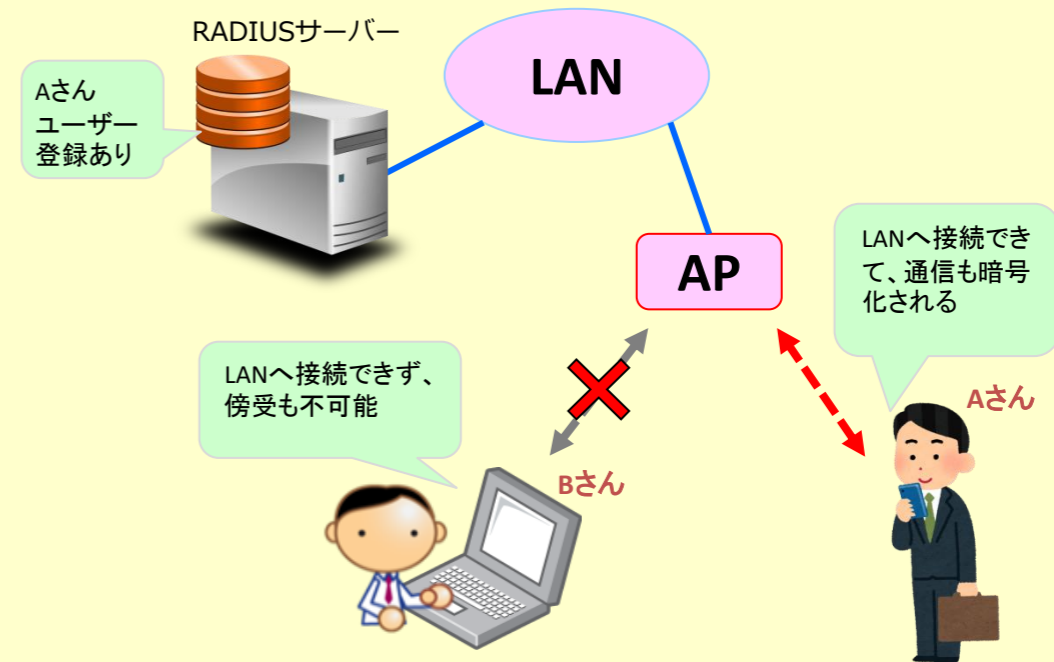 RADIUSサーバー
LAN
Aさん
ユーザー
登録あり
AP
LANへ接続でき
て、通信も暗号
化される
LANへ接続できず、
傍受も不可能
Aさん
Bさん